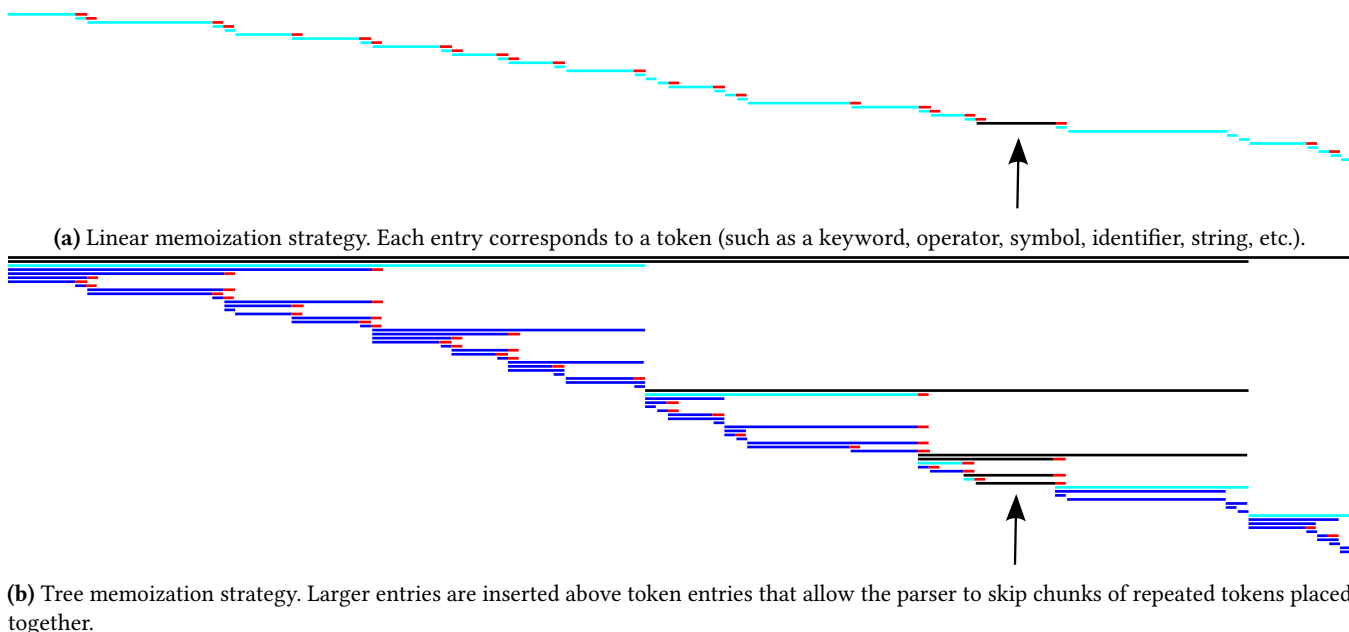 (a) Linear memoization strategy. Each entry corresponds to a token (such as a keyword, operator, symbol, identifier, string, etc.).
(b) Tree memoization strategy. Larger entries are inserted above token entries that allow the parser to skip chunks of repeated tokens placed
together.